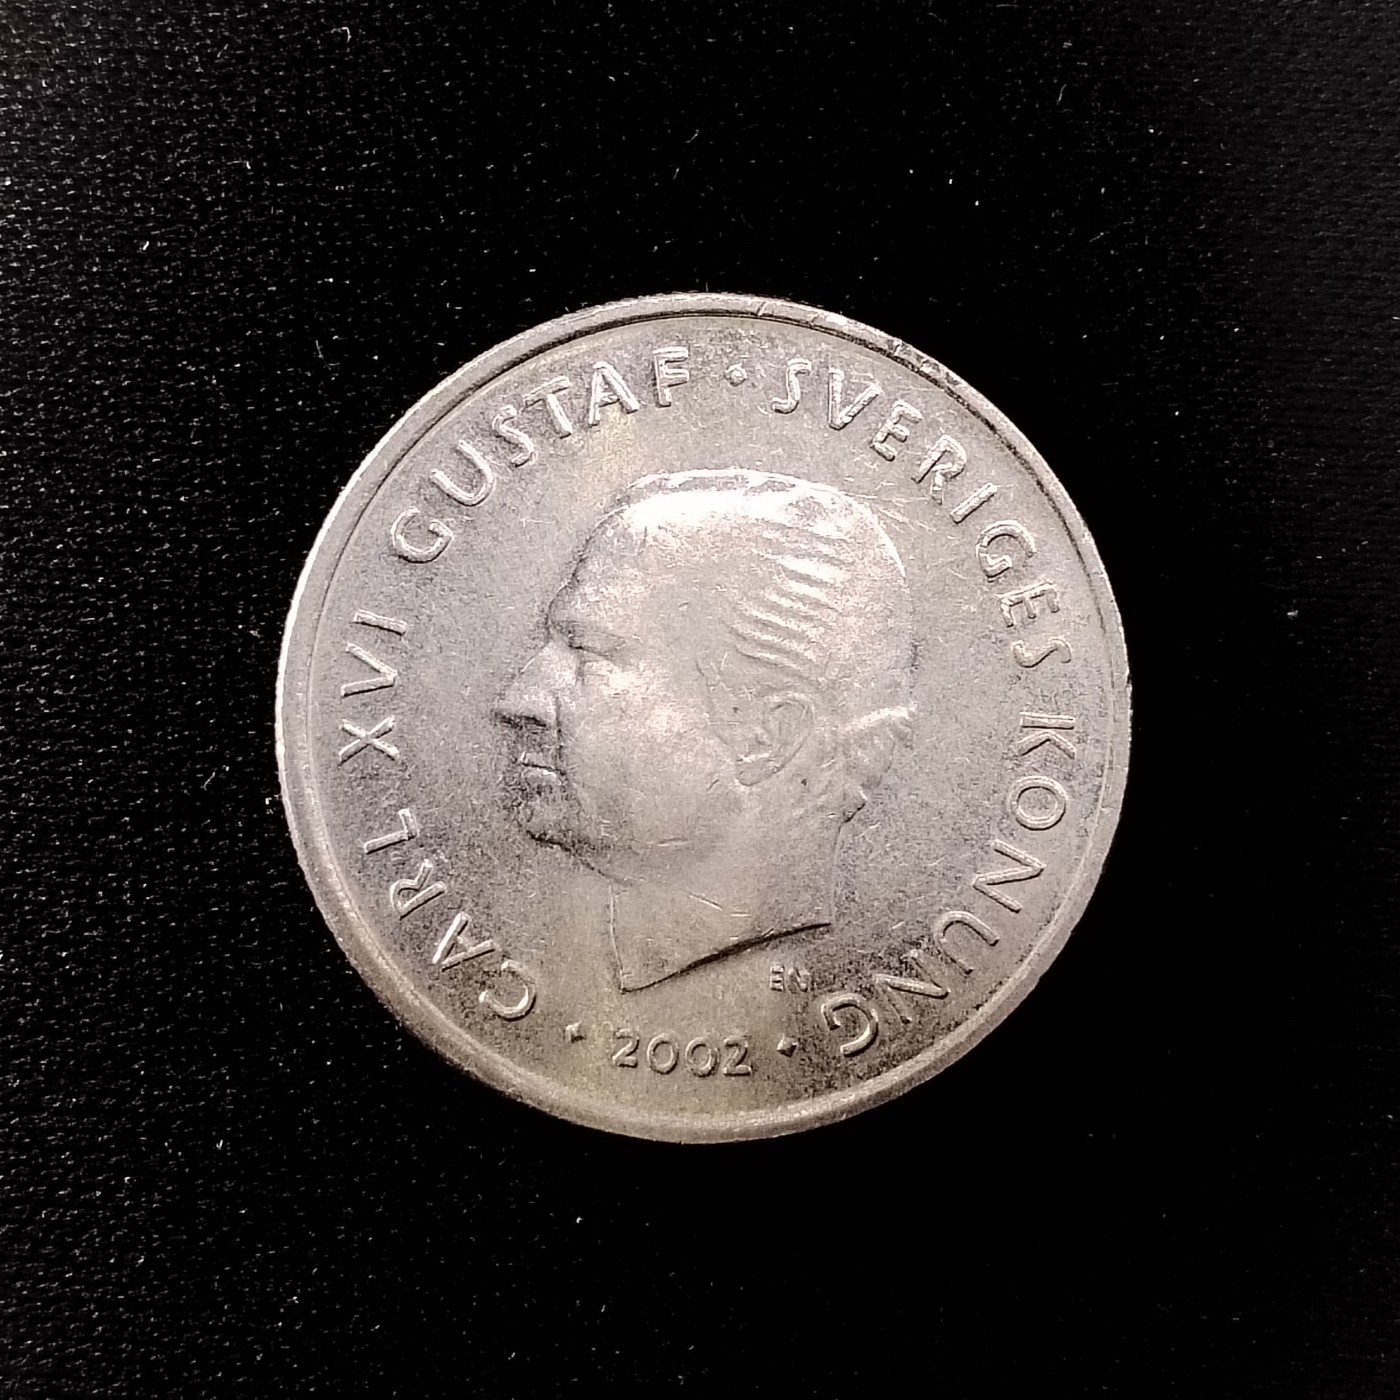 CARL XVI GUSTAF · SVERIGES KONUNG
EN
· 2002 ·